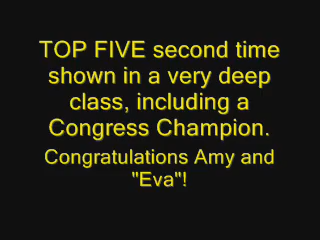 TOP FIVE second time
shown in a very deep
class, including a
Congress Champion.
Congratulations Amy and
"Eva"!